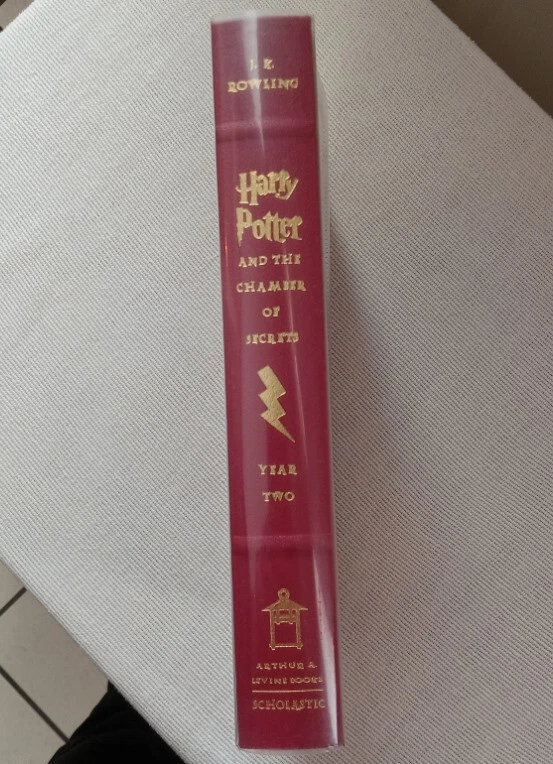 J. K.
ROWLING
Harry
Potter
AND THE
CHAMBER
OF
SECRETS
YEAR
TWO
ARTHUR A.
LEVINE BOOKS
SCHOLASTIC